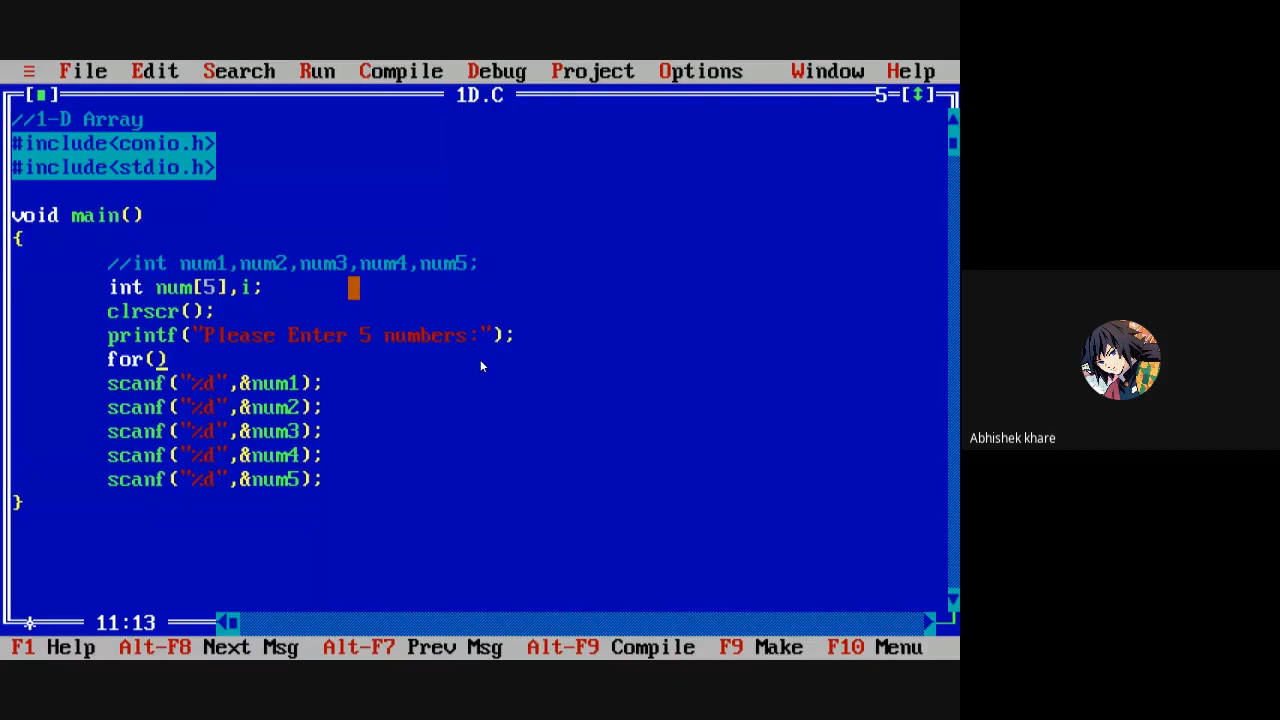 ≡ File Edit Search Run Compile Debug Project Options Window Help
[■] 1D.C 5=[↕]
//1-D Array
#include<conio.h>
#include<stdio.h>
void main()
{
//int num1,num2,num3,num4,num5;
int num[5],i;
clrscr();
printf("Please Enter 5 numbers:");
for()
scanf("%d",&num1);
scanf("%d",&num2);
scanf("%d",&num3);
scanf("%d",&num4);
scanf("%d",&num5);
}
11:13
F1 Help Alt-F8 Next Msg Alt-F7 Prev Msg Alt-F9 Compile F9 Make F10 Menu
Abhishek khare